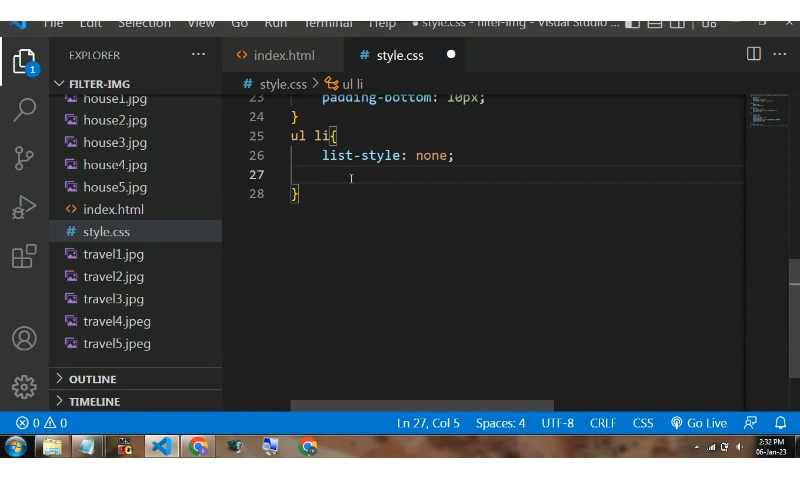 File Edit Selection View Go Run Terminal Help style.css - filter-img - Visual Studio ...
EXPLORER ...
index.html
# style.css
FILTER-IMG
# style.css > ul li
house1.jpg
house2.jpg
house3.jpg
house4.jpg
house5.jpg
index.html
# style.css
travel1.jpg
travel2.jpg
travel3.jpg
travel4.jpeg
travel5.jpeg
OUTLINE
TIMELINE
23 padding-bottom: 10px;
24 }
25 ul li{
26 list-style: none;
27
28 }
0 0 Ln 27, Col 5 Spaces: 4 UTF-8 CRLF CSS Go Live
2:32 PM
06-Jan-23